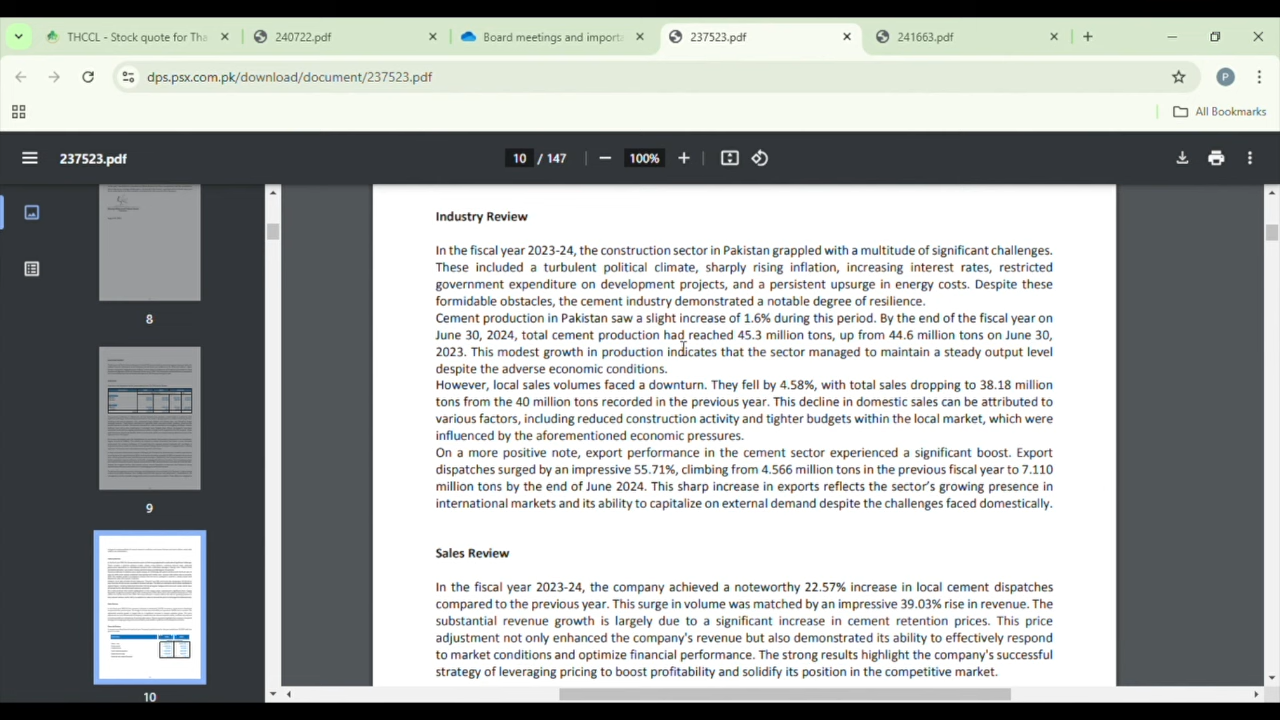 THCCL - Stock quote for Tha
240722.pdf
Board meetings and importa
237523.pdf
241663.pdf
dps.psx.com.pk/download/document/237523.pdf
P
All Bookmarks
237523.pdf
10 / 147
100%
8
9
10
Industry Review
In the fiscal year 2023-24, the construction sector in Pakistan grappled with a multitude of significant challenges.
These included a turbulent political climate, sharply rising inflation, increasing interest rates, restricted
government expenditure on development projects, and a persistent upsurge in energy costs. Despite these
formidable obstacles, the cement industry demonstrated a notable degree of resilience.
Cement production in Pakistan saw a slight increase of 1.6% during this period. By the end of the fiscal year on
June 30, 2024, total cement production had reached 45.3 million tons, up from 44.6 million tons on June 30,
2023. This modest growth in production indicates that the sector managed to maintain a steady output level
despite the adverse economic conditions.
However, local sales volumes faced a downturn. They fell by 4.58%, with total sales dropping to 38.18 million
tons from the 40 million tons recorded in the previous year. This decline in domestic sales can be attributed to
various factors, including reduced construction activity and tighter budgets within the local market, which were
influenced by the aforementioned economic pressures.
On a more positive note, export performance in the cement sector experienced a significant boost. Export
dispatches surged by an impressive 55.71%, climbing from 4.566 million tons in the previous fiscal year to 7.110
million tons by the end of June 2024. This sharp increase in exports reflects the sector's growing presence in
international markets and its ability to capitalize on external demand despite the challenges faced domestically.
Sales Review
In the fiscal year 2023-24, the company achieved a noteworthy 22.57% increase in local cement dispatches
compared to the previous year. This surge in volume was matched by an impressive 39.03% rise in revenue. The
substantial revenue growth is largely due to a significant increase in cement retention prices. This price
adjustment not only enhanced the company's revenue but also demonstrated its ability to effectively respond
to market conditions and optimize financial performance. The strong results highlight the company's successful
strategy of leveraging pricing to boost profitability and solidify its position in the competitive market.